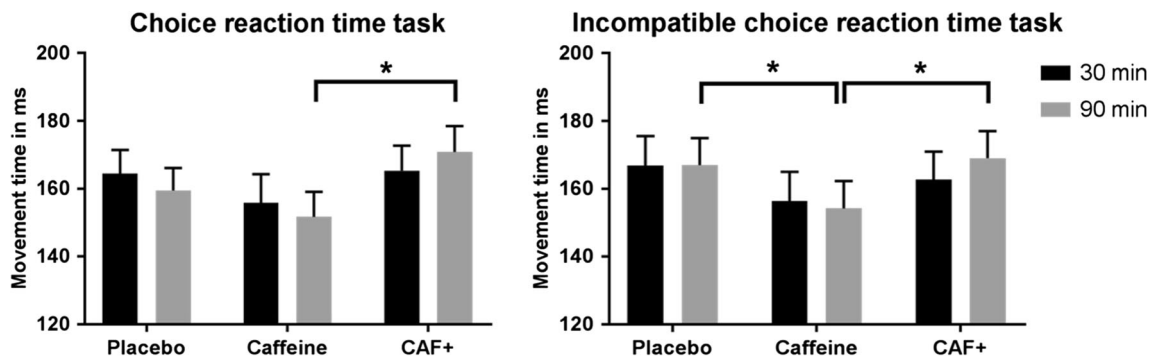 Choice reaction time task
Movement time in ms
200
180
160
140
120
*
Placebo Caffeine CAF+
Incompatible choice reaction time task
Movement time in ms
200
180
160
140
120
* *
Placebo Caffeine CAF+
30 min
90 min